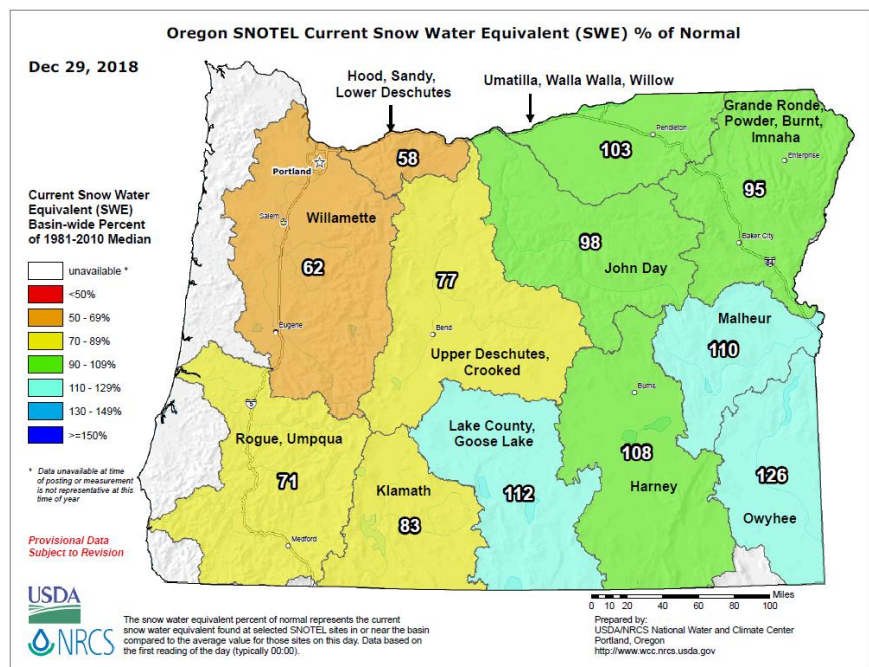 Oregon SNOTEL Current Snow Water Equivalent (SWE) % of Normal
Dec 29, 2018
Hood, Sandy,
Lower Deschutes
Umatilla, Walla Walla, Willow
Grande Ronde,
Powder, Burnt,
Imnaha
Pendleton
103
58
Enterprise
Portland
95
Current Snow Water
Equivalent (SWE)
Basin-wide Percent
of 1981-2010 Median
unavailable *
<50%
50 - 69%
70 - 89%
90 - 109%
110 - 129%
130 - 149%
>=150%
Salem
Willamette
62
98
John Day
Baker City
84
77
Eugene
Bend
Upper Deschutes,
Crooked
Malheur
110
Burns
5
Lake County,
Goose Lake
Rogue, Umpqua
71
Klamath
83
112
108
Harney
126
Owyhee
Medford
* Data unavailable at time
of posting or measurement
is not representative at this
time of year
Provisional Data
Subject to Revision
USDA
NRCS
The snow water equivalent percent of normal represents the current
snow water equivalent found at selected SNOTEL sites in or near the basin
compared to the average value for those sites on this day. Data based on
the first reading of the day (typically 00:00).
Miles
0 10 20 40 60 80 100
Prepared by:
USDA/NRCS National Water and Climate Center
Portland, Oregon
http://www.wcc.nrcs.usda.gov